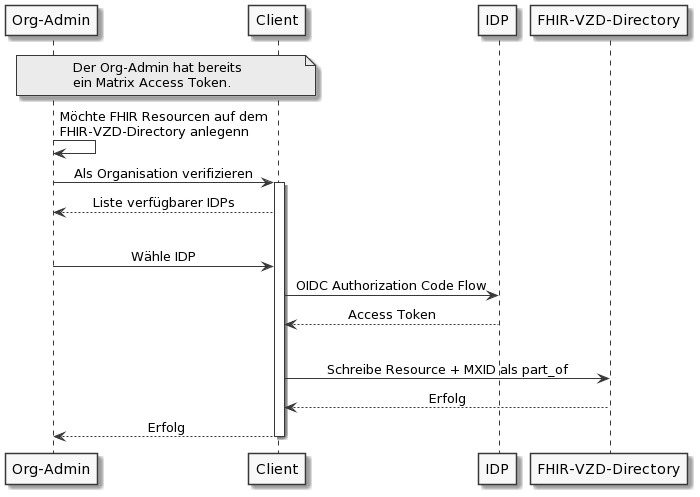 Org-Admin
Client
IDP
FHIR-VZD-Directory
Der Org-Admin hat bereits
ein Matrix Access Token.
Möchte FHIR Resourcen auf dem
FHIR-VZD-Directory anlegenn
Als Organisation verifizieren
Liste verfügbarer IDPs
Wähle IDP
OIDC Authorization Code Flow
Access Token
Schreibe Resource + MXID als part_of
Erfolg
Erfolg
Org-Admin
Client
IDP
FHIR-VZD-Directory